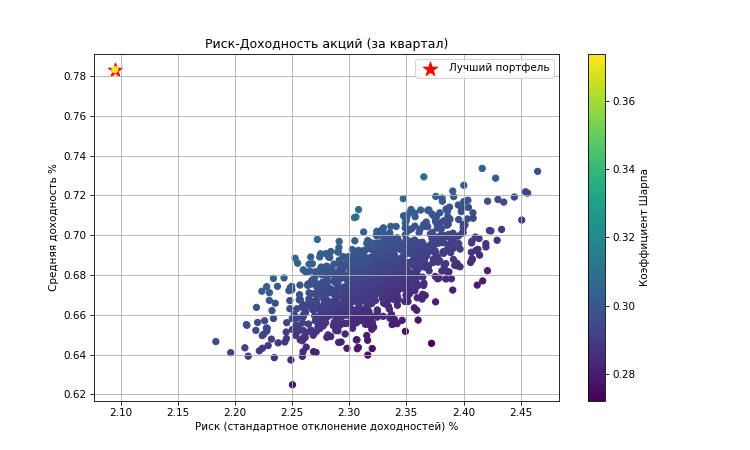 Риск-Доходность акций (за квартал)
Лучший портфель
Средняя доходность %
0.78
0.76
0.74
0.72
0.70
0.68
0.66
0.64
0.62
2.10 2.15 2.20 2.25 2.30 2.35 2.40 2.45
Риск (стандартное отклонение доходностей) %
0.36
0.34
0.32
0.30
0.28
Коэффициент Шарпа